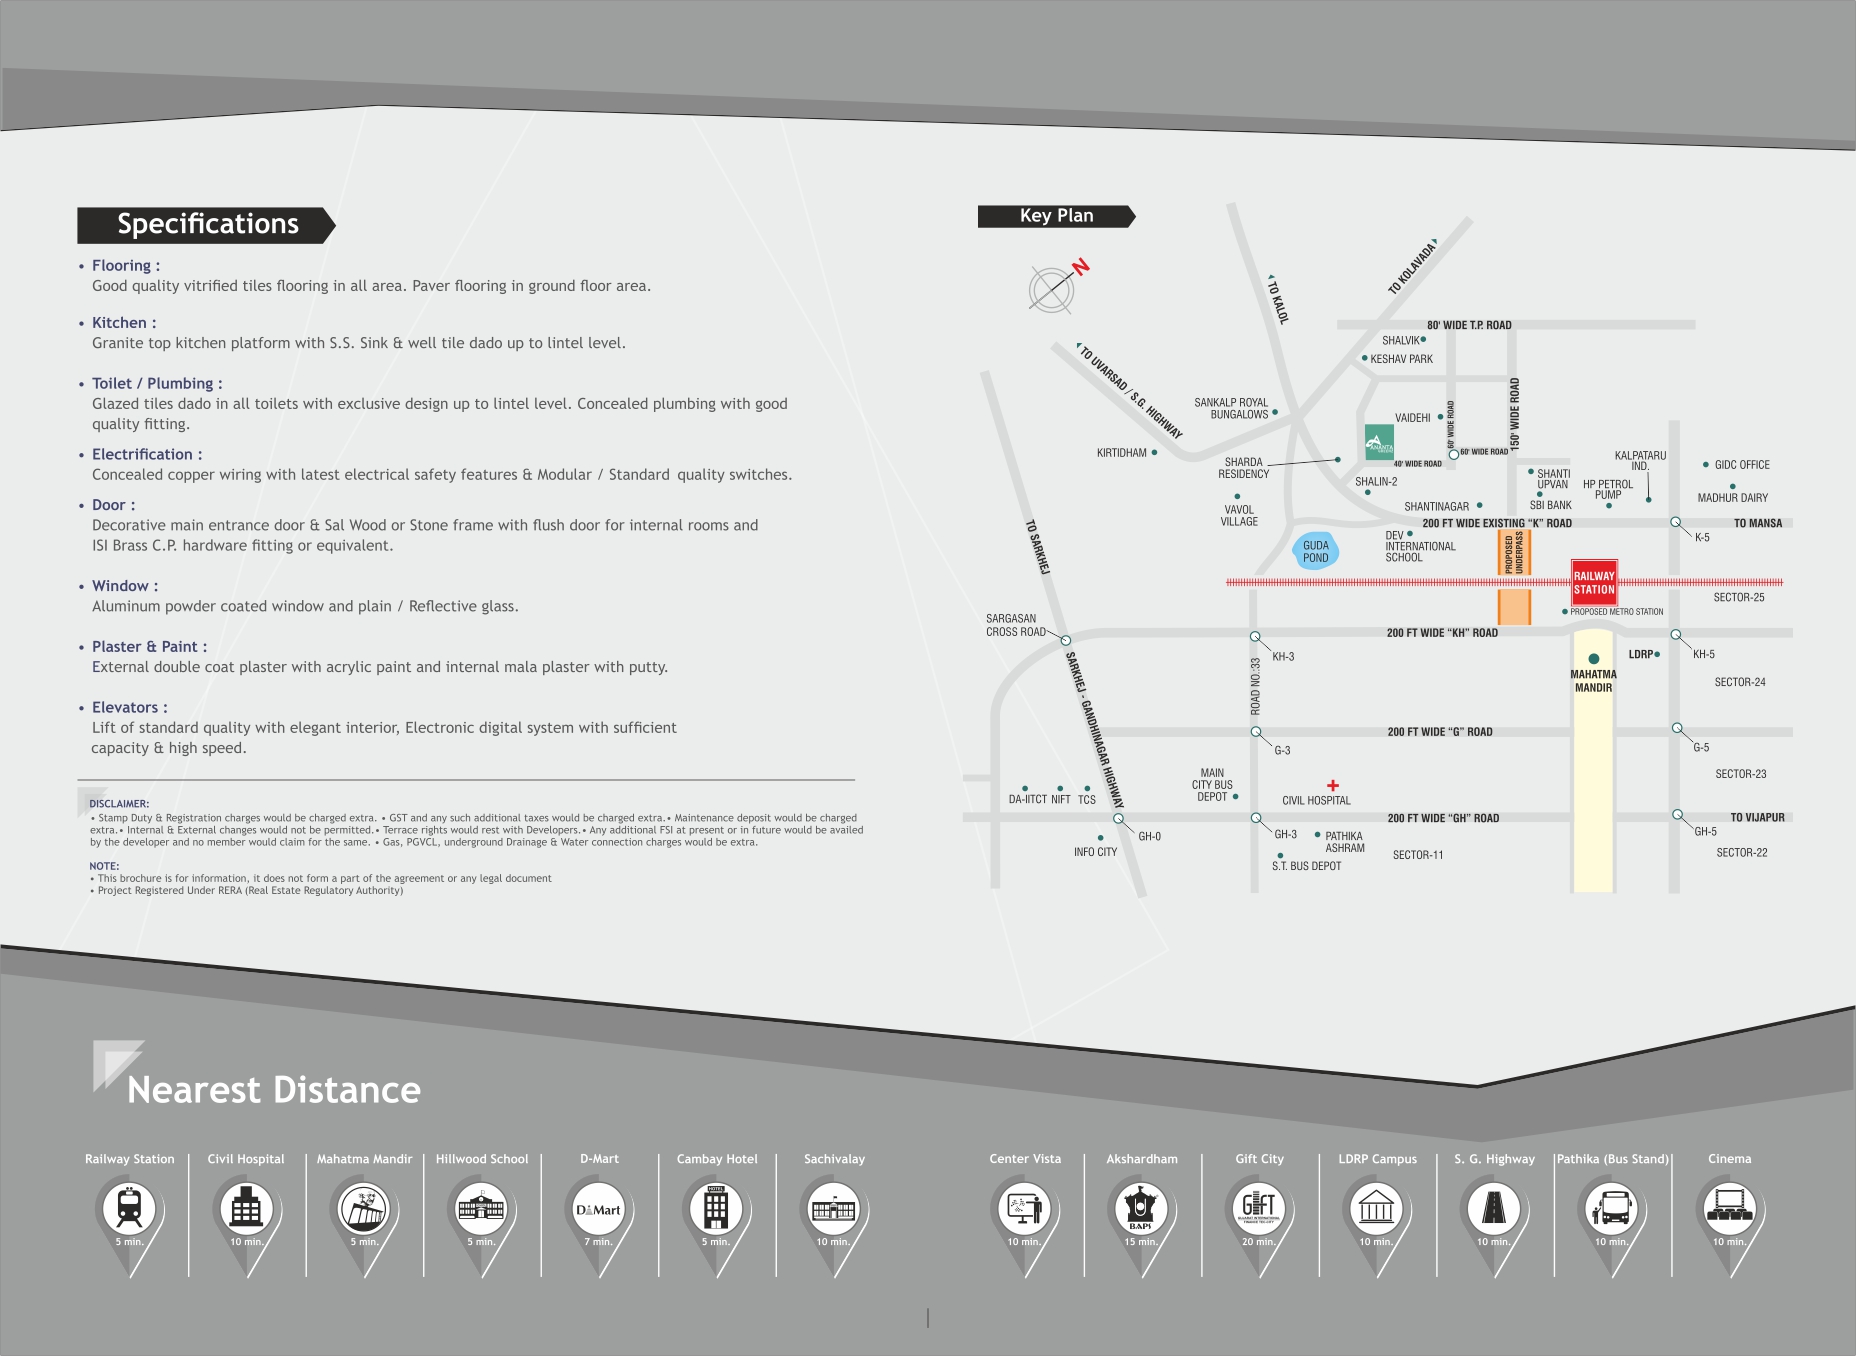 Specifications
• Flooring :
Good quality vitrified tiles flooring in all area. Paver flooring in ground floor area.
• Kitchen :
Granite top kitchen platform with S.S. Sink & well tile dado up to lintel level.
• Toilet / Plumbing :
Glazed tiles dado in all toilets with exclusive design up to lintel level. Concealed plumbing with good
quality fitting.
• Electrification :
Concealed copper wiring with latest electrical safety features & Modular / Standard quality switches.
• Door :
Decorative main entrance door & Sal Wood or Stone frame with flush door for internal rooms and
ISI Brass C.P. hardware fitting or equivalent.
• Window :
Aluminum powder coated window and plain / Reflective glass.
• Plaster & Paint :
External double coat plaster with acrylic paint and internal mala plaster with putty.
• Elevators :
Lift of standard quality with elegant interior, Electronic digital system with sufficient
capacity & high speed.
DISCLAIMER:
• Stamp Duty & Registration charges would be charged extra. • GST and any such additional taxes would be charged extra.• Maintenance deposit would be charged
extra.• Internal & External changes would not be permitted.• Terrace rights would rest with Developers.• Any additional FSI at present or in future would be availed
by the developer and no member would claim for the same. • Gas, PGVCL, underground Drainage & Water connection charges would be extra.
NOTE:
• This brochure is for information, it does not form a part of the agreement or any legal document
• Project Registered Under RERA (Real Estate Regulatory Authority)
Key Plan
N
TO KALOL
TO KOLAVADA
TO UVARSAD / S.G. HIGHWAY
80' WIDE T.P. ROAD
SHALVIK
KESHAV PARK
SANKALP ROYAL
BUNGALOWS
VAIDEHI
60' WIDE ROAD
150' WIDE ROAD
ANANTA
KIRTIDHAM
SHARDA
RESIDENCY
40' WIDE ROAD
60' WIDE ROAD
SHALIN-2
VAVOL
VILLAGE
SHANTINAGAR
SHANTI
UPVAN
SBI BANK
HP PETROL
PUMP
KALPATARU
IND.
GIDC OFFICE
MADHUR DAIRY
200 FT WIDE EXISTING “K” ROAD
TO MANSA
K-5
TO SARKHEJ
GUDA
POND
DEV
INTERNATIONAL
SCHOOL
PROPOSED
UNDERPASS
RAILWAY
STATION
SECTOR-25
PROPOSED METRO STATION
SARGASAN
CROSS ROAD
200 FT WIDE “KH” ROAD
KH-3
KH-5
LDRP
MAHATMA
MANDIR
SECTOR-24
ROAD NO.:33
SARKHEJ - GANDHINAGAR HIGHWAY
200 FT WIDE “G” ROAD
G-3
G-5
SECTOR-23
MAIN
CITY BUS
DEPOT
CIVIL HOSPITAL
DA-IITCT NIFT TCS
200 FT WIDE “GH” ROAD
TO VIJAPUR
GH-0
GH-3
GH-5
INFO CITY
PATHIKA
ASHRAM
S.T. BUS DEPOT
SECTOR-11
SECTOR-22
Nearest Distance
Railway Station
5 min.
Civil Hospital
10 min.
Mahatma Mandir
5 min.
Hillwood School
5 min.
D-Mart
D Mart
7 min.
Cambay Hotel
HOTEL
5 min.
Sachivalay
10 min.
Center Vista
10 min.
Akshardham
BAPS
15 min.
Gift City
GIFT
GUJARAT INTERNATIONAL
FINANCE TEC-CITY
20 min.
LDRP Campus
10 min.
S. G. Highway
10 min.
Pathika (Bus Stand)
10 min.
Cinema
10 min.